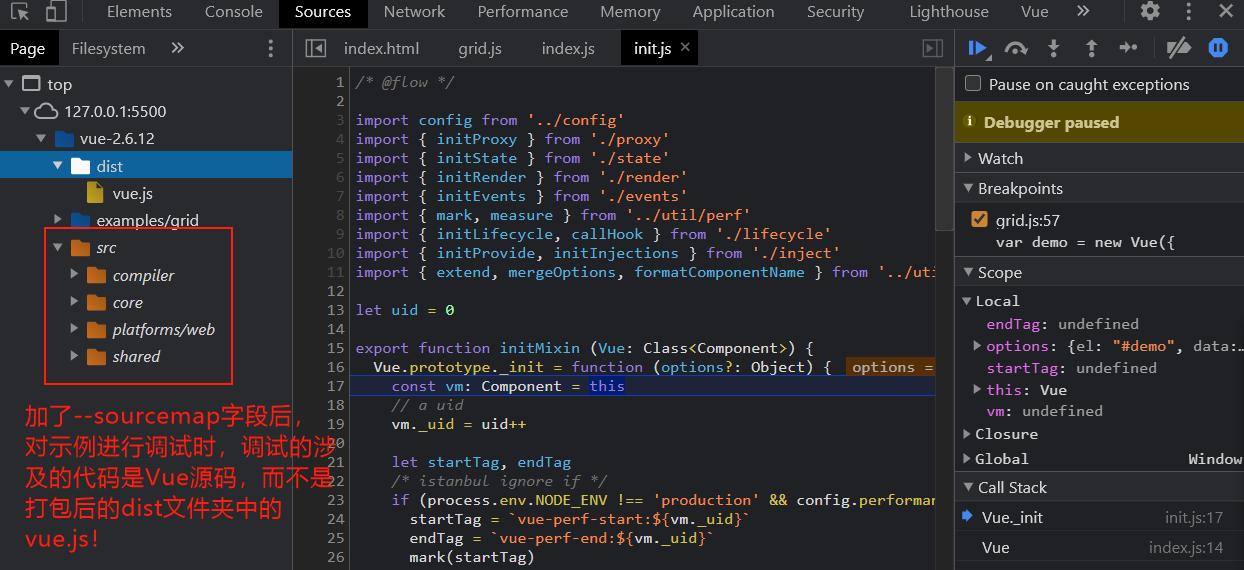 Elements Console Sources Network Performance Memory Application Security Lighthouse Vue »
Page Filesystem »
index.html grid.js index.js init.js ×
top
127.0.0.1:5500
vue-2.6.12
dist
vue.js
examples/grid
src
compiler
core
platforms/web
shared
加了--sourcemap字段后，
对示例进行调试时，调试的涉
及的代码是Vue源码，而不是
打包后的dist文件夹中的
vue.js！
1 /* @flow */
2
3 import config from '../config'
4 import { initProxy } from './proxy'
5 import { initState } from './state'
6 import { initRender } from './render'
7 import { initEvents } from './events'
8 import { mark, measure } from '../util/perf'
9 import { initLifecycle, callHook } from './lifecycle'
10 import { initProvide, initInjections } from './inject'
11 import { extend, mergeOptions, formatComponentName } from '../uti
12
13 let uid = 0
14
15 export function initMixin (Vue: Class<Component>) {
16 Vue.prototype._init = function (options?: Object) { options =
17 const vm: Component = this
18 // a uid
19 vm._uid = uid++
20
21 let startTag, endTag
22 /* istanbul ignore if */
23 if (process.env.NODE_ENV !== 'production' && config.performan
24 startTag = `vue-perf-start:${vm._uid}`
25 endTag = `vue-perf-end:${vm._uid}`
26 mark(startTag)
Pause on caught exceptions
Debugger paused
Watch
Breakpoints
grid.js:57
var demo = new Vue({
Scope
Local
endTag: undefined
options: {el: "#demo", data:…
startTag: undefined
this: Vue
vm: undefined
Closure
Global Window
Call Stack
Vue._init init.js:17
Vue index.js:14